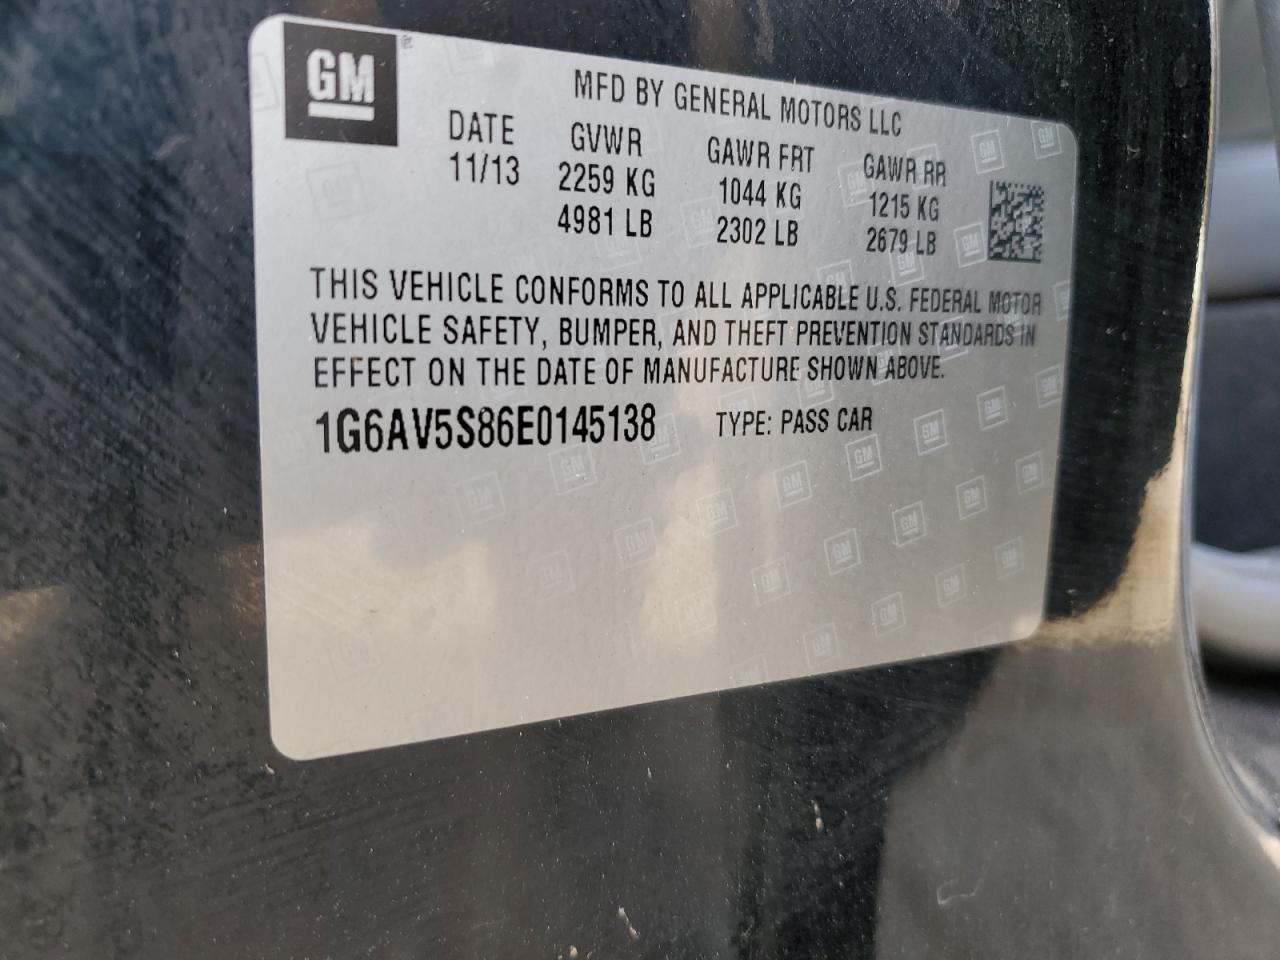 GM
MFD BY GENERAL MOTORS LLC
DATE GVWR GAWR FRT GAWR RR
11/13 2259 KG 1044 KG 1215 KG
4981 LB 2302 LB 2679 LB
THIS VEHICLE CONFORMS TO ALL APPLICABLE U.S. FEDERAL MOTOR
VEHICLE SAFETY, BUMPER, AND THEFT PREVENTION STANDARDS IN
EFFECT ON THE DATE OF MANUFACTURE SHOWN ABOVE.
1G6AV5S86E0145138 TYPE: PASS CAR